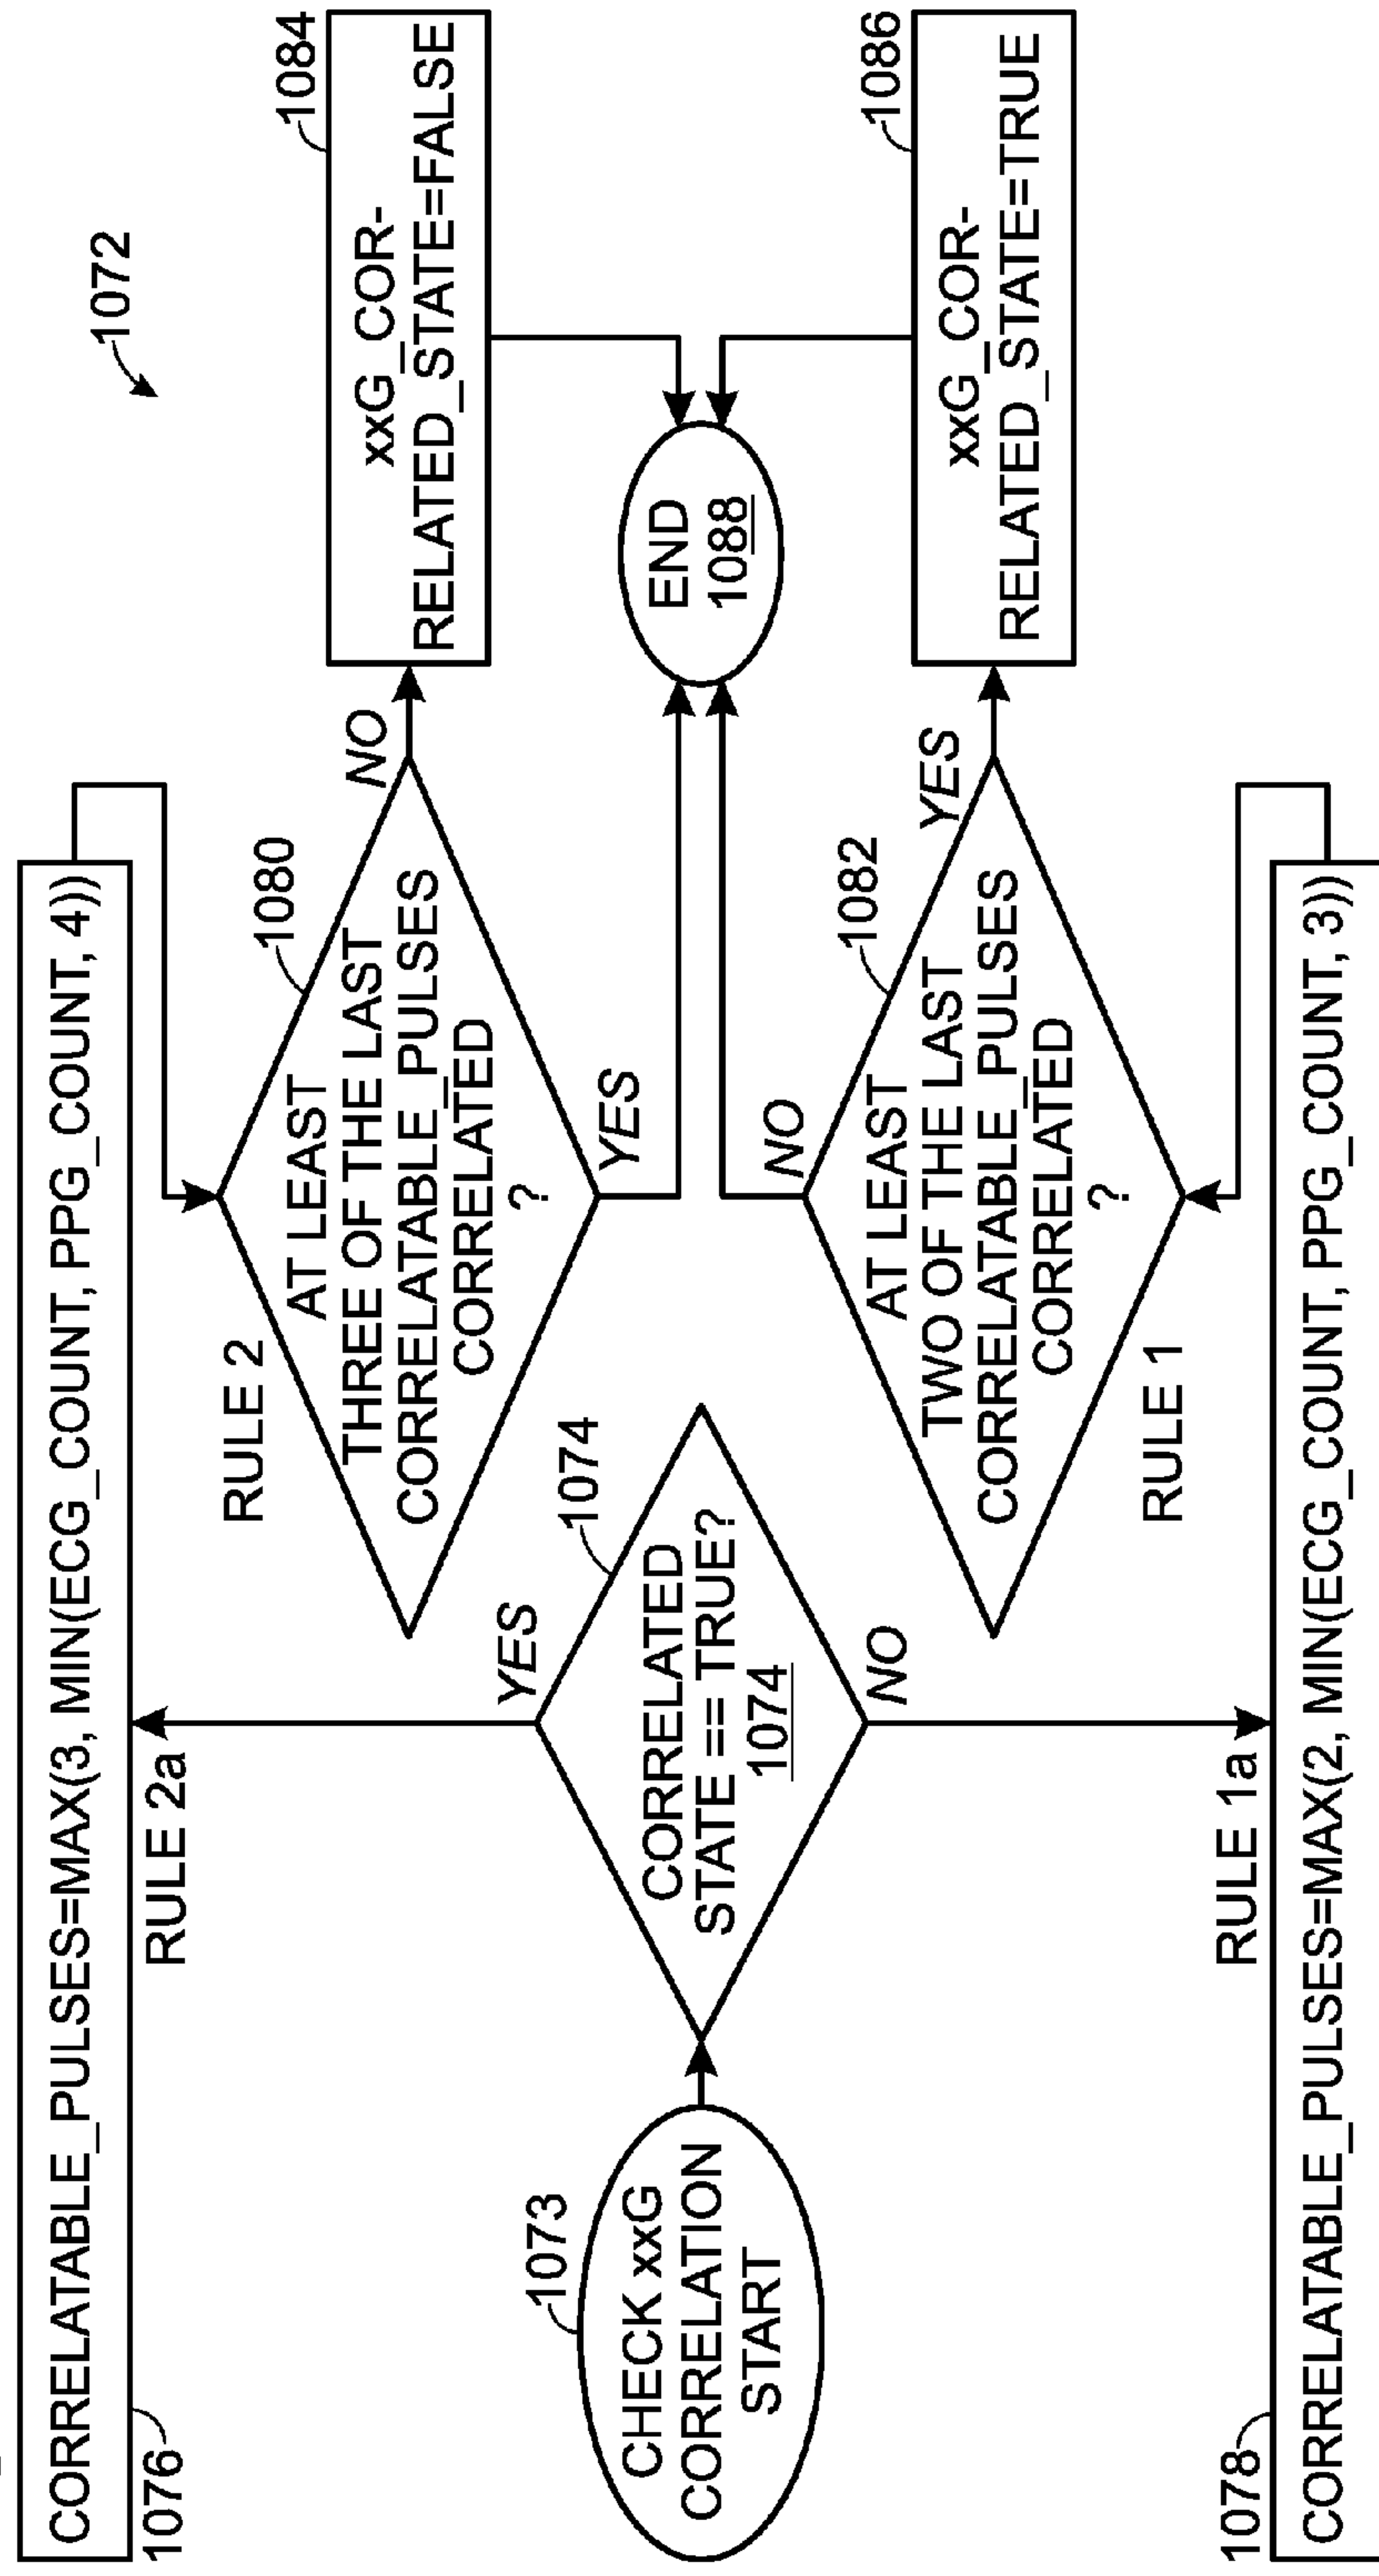 1072
CORRELATABLE_PULSES=MAX(3, MIN(ECG_COUNT, PPG_COUNT, 4)))
1076
RULE 2a
RULE 2
1080
AT LEAST
THREE OF THE LAST
CORRELATABLE_PULSES
CORRELATED
?
NO
YES
xxG_COR-
RELATED_STATE=FALSE
1084
1073
CHECK xxG
CORRELATION
START
1074
CORRELATED
STATE == TRUE?
1074
YES
NO
END
1088
1082
AT LEAST
TWO OF THE LAST
CORRELATABLE_PULSES
CORRELATED
?
NO
YES
RULE 1
xxG_COR-
RELATED_STATE=TRUE
1086
RULE 1a
1078
CORRELATABLE_PULSES=MAX(2, MIN(ECG_COUNT, PPG_COUNT, 3)))